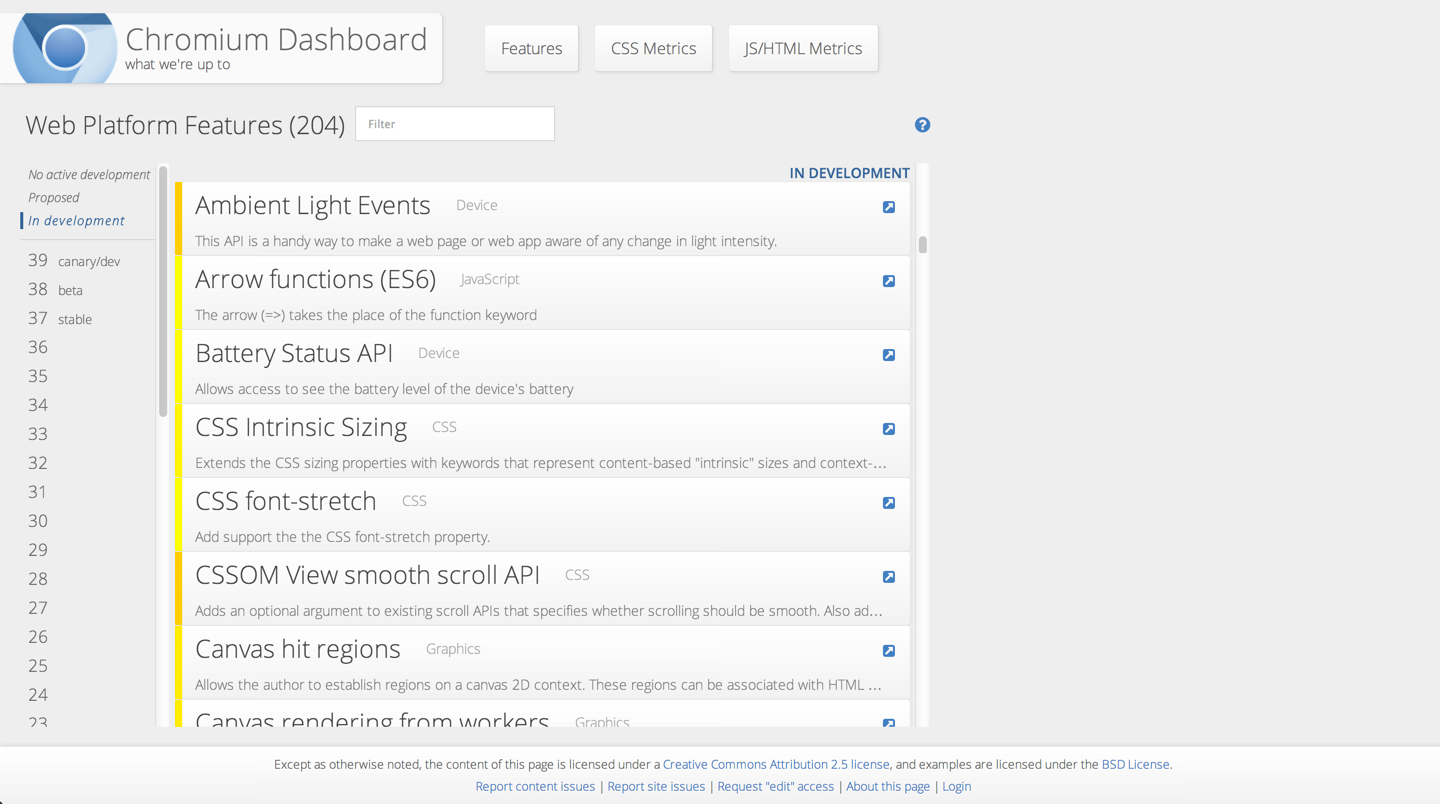 Chromium Dashboard
what we're up to
Features
CSS Metrics
JS/HTML Metrics
Web Platform Features (204)
Filter
?
No active development
Proposed
In development
39 canary/dev
38 beta
37 stable
36
35
34
33
32
31
30
29
28
27
26
25
24
23
IN DEVELOPMENT
Ambient Light Events Device
This API is a handy way to make a web page or web app aware of any change in light intensity.
Arrow functions (ES6) JavaScript
The arrow (=>) takes the place of the function keyword
Battery Status API Device
Allows access to see the battery level of the device's battery
CSS Intrinsic Sizing CSS
Extends the CSS sizing properties with keywords that represent content-based "intrinsic" sizes and context-...
CSS font-stretch CSS
Add support the the CSS font-stretch property.
CSSOM View smooth scroll API CSS
Adds an optional argument to existing scroll APIs that specifies whether scrolling should be smooth. Also ad...
Canvas hit regions Graphics
Allows the author to establish regions on a canvas 2D context. These regions can be associated with HTML ...
Canvas rendering from workers Graphics
Except as otherwise noted, the content of this page is licensed under a Creative Commons Attribution 2.5 license, and examples are licensed under the BSD License.
Report content issues | Report site issues | Request "edit" access | About this page | Login